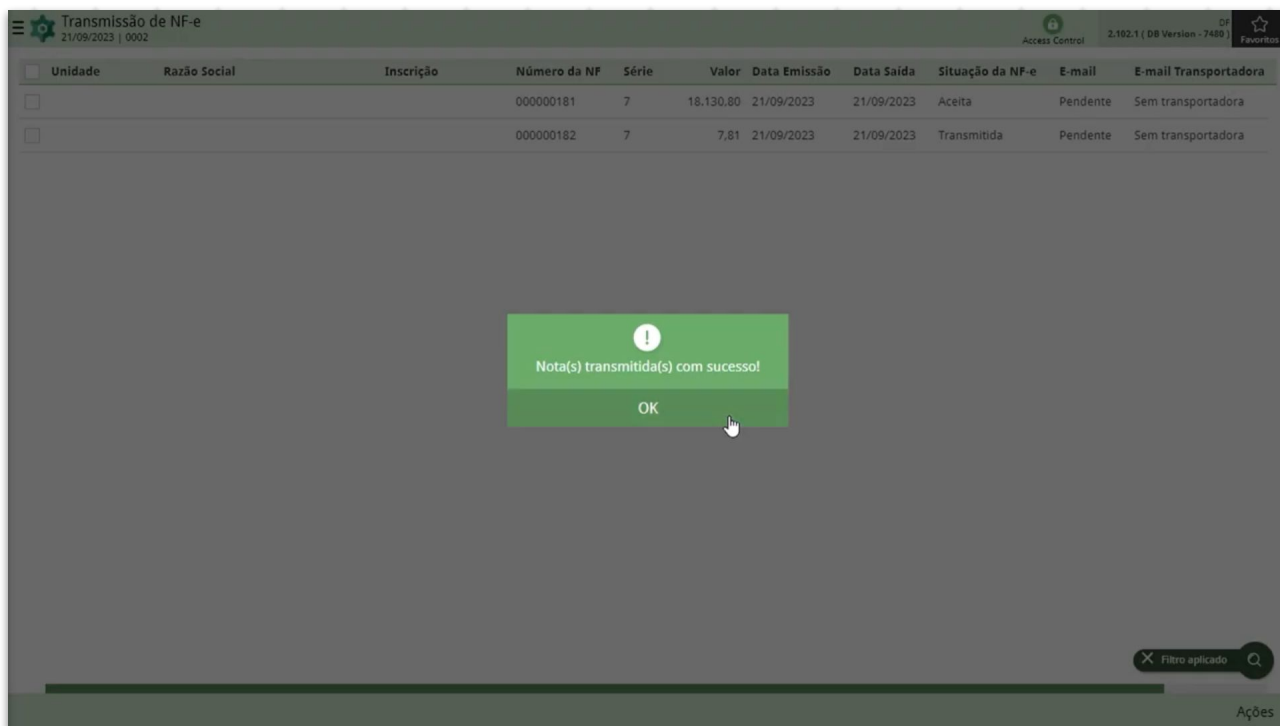 Transmissão de NF-e
21/09/2023 | 0002
Access Control
DF
2.102.1 ( DB Version - 7480 )
Favoritos
Unidade Razão Social Inscrição Número da NF Série Valor Data Emissão Data Saída Situação da NF-e E-mail E-mail Transportadora
000000181 7 18.130,80 21/09/2023 21/09/2023 Aceita Pendente Sem transportadora
000000182 7 7,81 21/09/2023 21/09/2023 Transmitida Pendente Sem transportadora
Nota(s) transmitida(s) com sucesso!
OK
Filtro aplicado
Ações